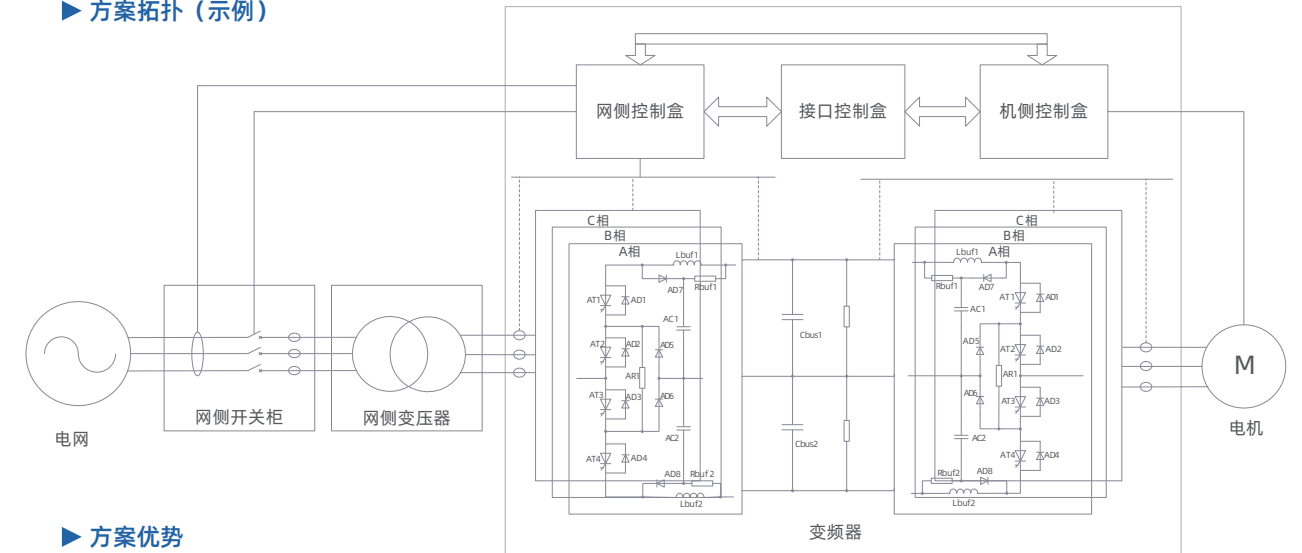 方案拓扑（示例）
网侧控制盒
接口控制盒
机侧控制盒
C相
B相
A相
Lbuf1
AD7
Rbuf1
AT1
AD1
AC1
AT2
AD2
AD5
AR1
AT3
AD3
AD6
AC2
AT4
AD4
AD8
Rbuf 2
Lbuf2
Cbus1
Cbus2
C相
B相
A相
Lbuf1
Rbuf1
AD7
AT1
AD1
AC1
AD5
AT2
AD2
AR1
AD6
AT3
AD3
AC2
AT4
AD4
Rbuf2
AD8
Lbuf2
M
网侧开关柜
网侧变压器
电网
电机
变频器
方案优势